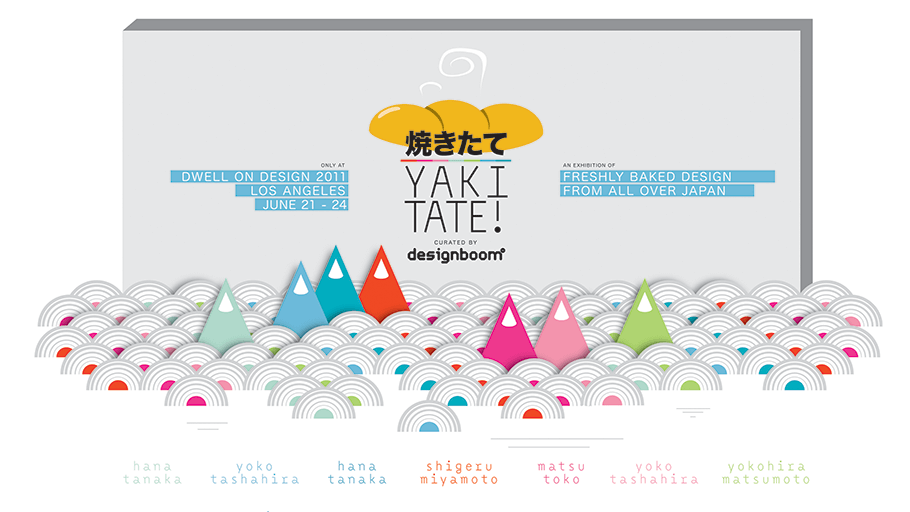 焼きたて
YAKI
TATE!
CURATED BY
designboom
ONLY AT
DWELL ON DESIGN 2011
LOS ANGELES
JUNE 21 - 24
AN EXHIBITION OF
FRESHLY BAKED DESIGN
FROM ALL OVER JAPAN
hana
tanaka
yoko
tashahira
hana
tanaka
shigeru
miyamoto
matsu
toko
yoko
tashahira
yokohira
matsumoto